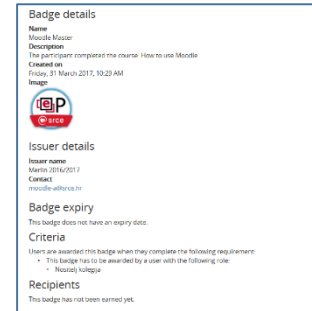 Badge details
Name
Moodle Master
Description
The participant completed the course: How to use Moodle
Created on
Friday, 31 March 2017, 10:29 AM
Image
e P
srce
Issuer details
Issuer name
Merlin 2016/2017
Contact
moodle-a@srce.hr
Badge expiry
This badge does not have an expiry date.
Criteria
Users are awarded this badge when they complete the following requirement:
• This badge has to be awarded by a user with the following role:
◦ Nositelj kolegija
Recipients
This badge has not been earned yet.